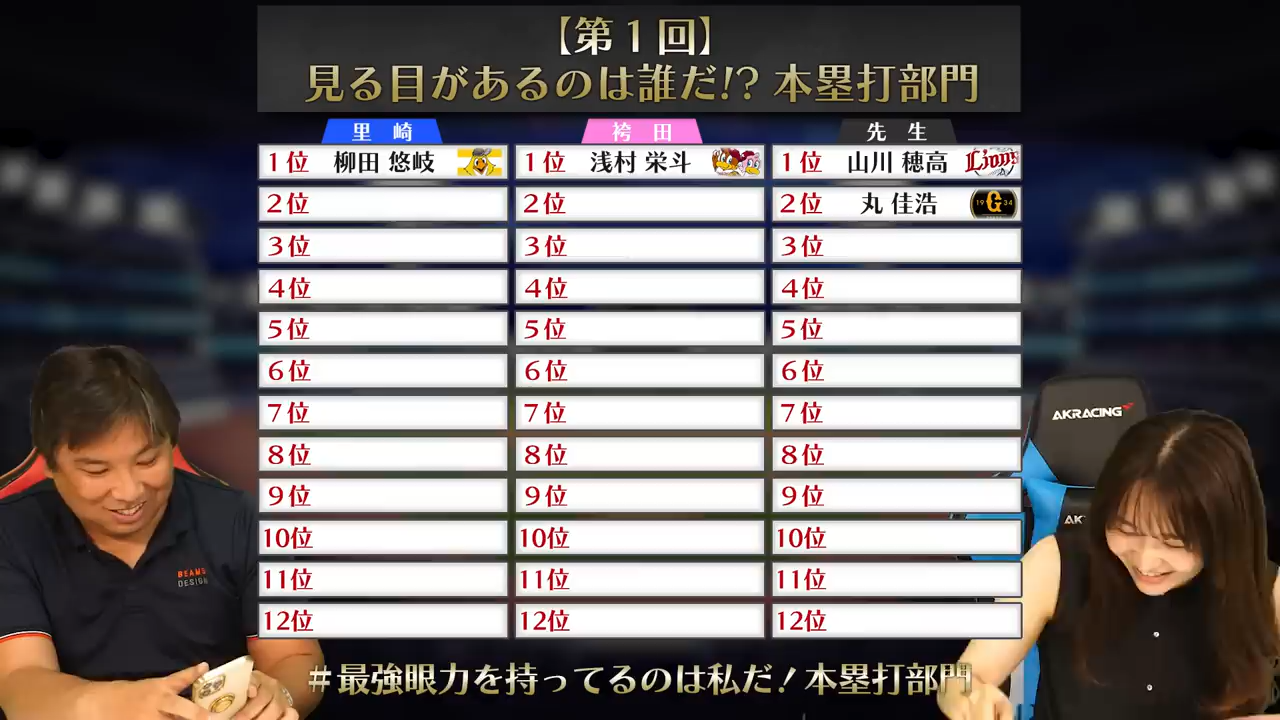 【第1回】
見る目があるのは誰だ!? 本塁打部門
里崎 袴田 先生
1位 柳田 悠岐 1位 浅村 栄斗 1位 山川 穂高 Lions
2位 2位 2位 丸 佳浩 19 G 34
3位 3位 3位
4位 4位 4位
5位 5位 5位
6位 6位 6位
7位 7位 7位
8位 8位 8位
9位 9位 9位
10位 10位 10位
11位 11位 11位
12位 12位 12位
AKRACING
AK
BEAMS
DESIGN
#最強眼力を持ってるのは私だ!本塁打部門